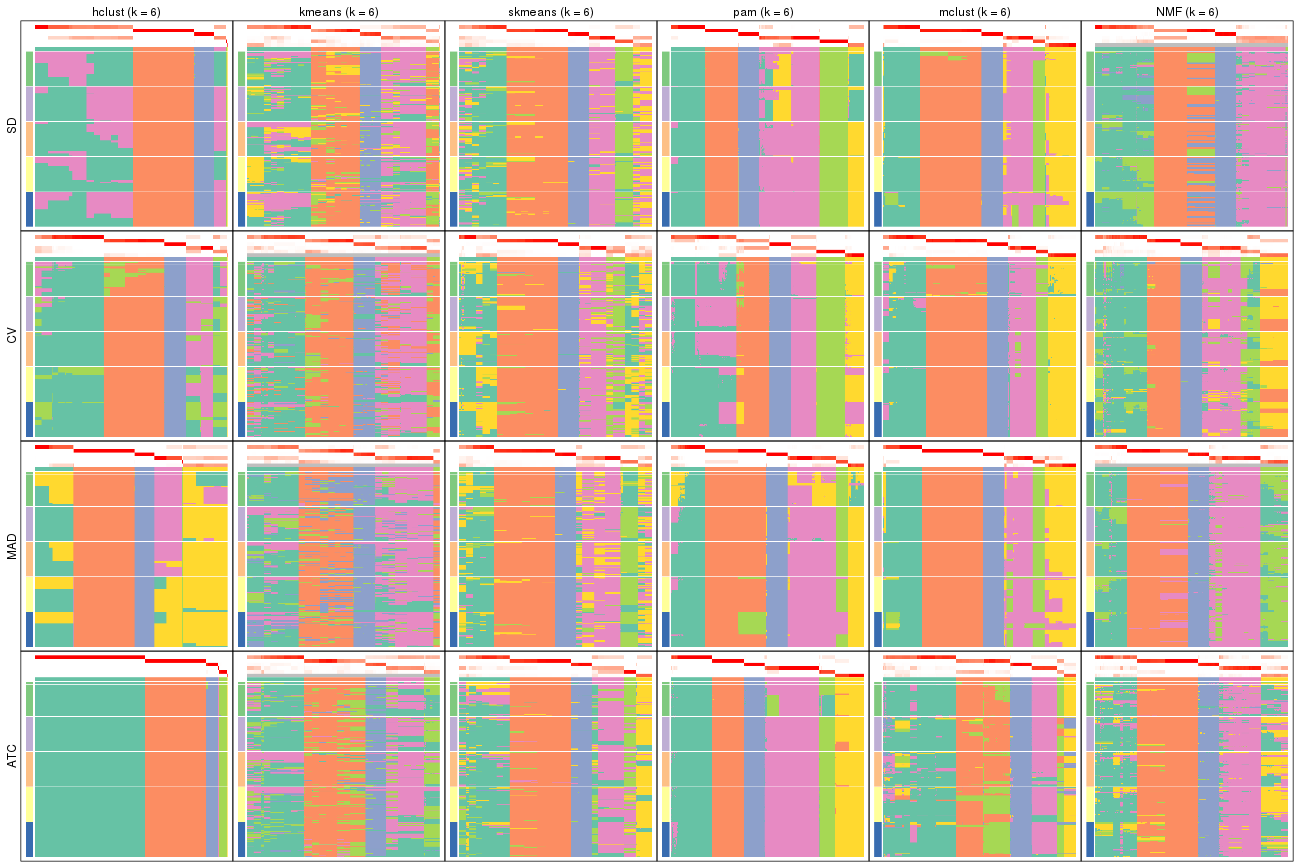 hclust (k = 6) kmeans (k = 6) skmeans (k = 6) pam (k = 6) mclust (k = 6) NMF (k = 6)
SD
CV
MAD
ATC